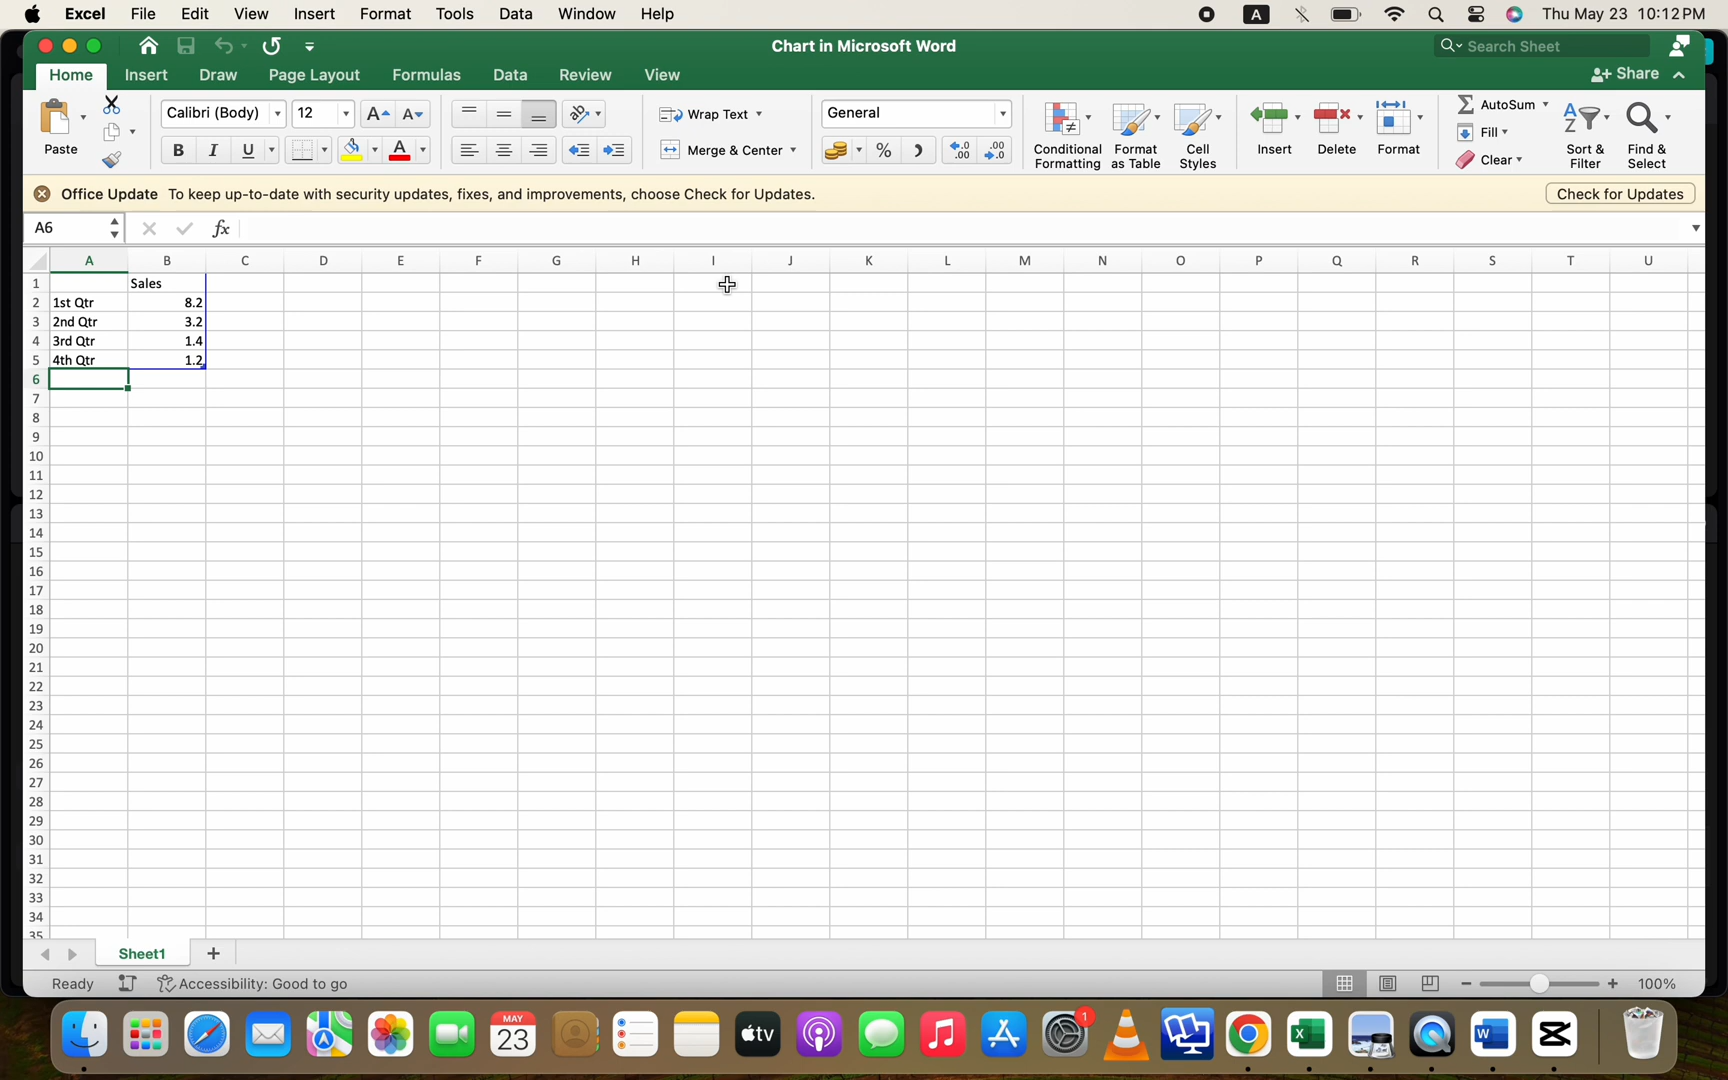 Excel File Edit View Insert Format Tools Data Window Help A Thu May 23 10:12 PM
Chart in Microsoft Word Search Sheet
Home Insert Draw Page Layout Formulas Data Review View Share
Paste Calibri (Body) 12 A A Wrap Text General Conditional Formatting Format as Table Cell Styles Insert Delete Format AutoSum Sort & Filter Find & Select
B I U A Merge & Center % .0 .00 .00 .0 Fill
Clear
Office Update To keep up-to-date with security updates, fixes, and improvements, choose Check for Updates. Check for Updates
A6 fx
A B C D E F G H I J K L M N O P Q R S T U
1 Sales
2 1st Qtr 8.2
3 2nd Qtr 3.2
4 3rd Qtr 1.4
5 4th Qtr 1.2
6
7
8
9
10
11
12
13
14
15
16
17
18
19
20
21
22
23
24
25
26
27
28
29
30
31
32
33
34
35
Sheet1 +
Ready Accessibility: Good to go 100%
MAY
23 tv 1 X W